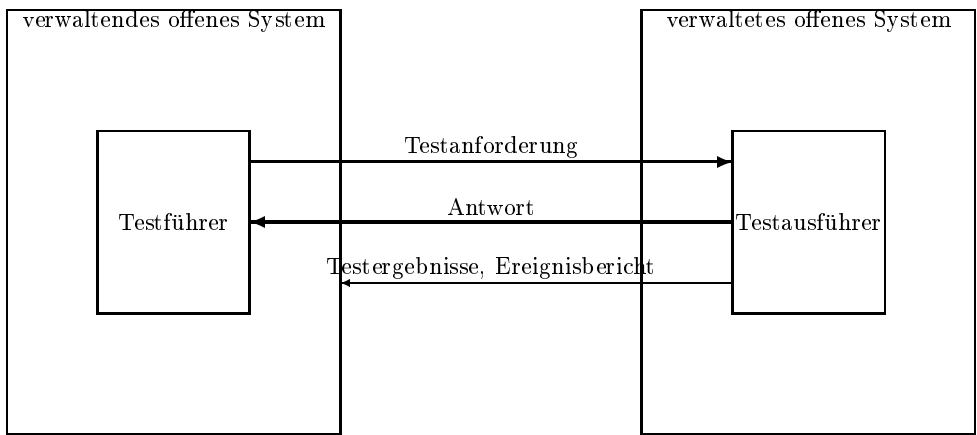 verwaltendes offenes System
verwaltetes offenes System
Testanforderung
Antwort
Testführer
Testausführer
Testergebnisse, Ereignisbericht